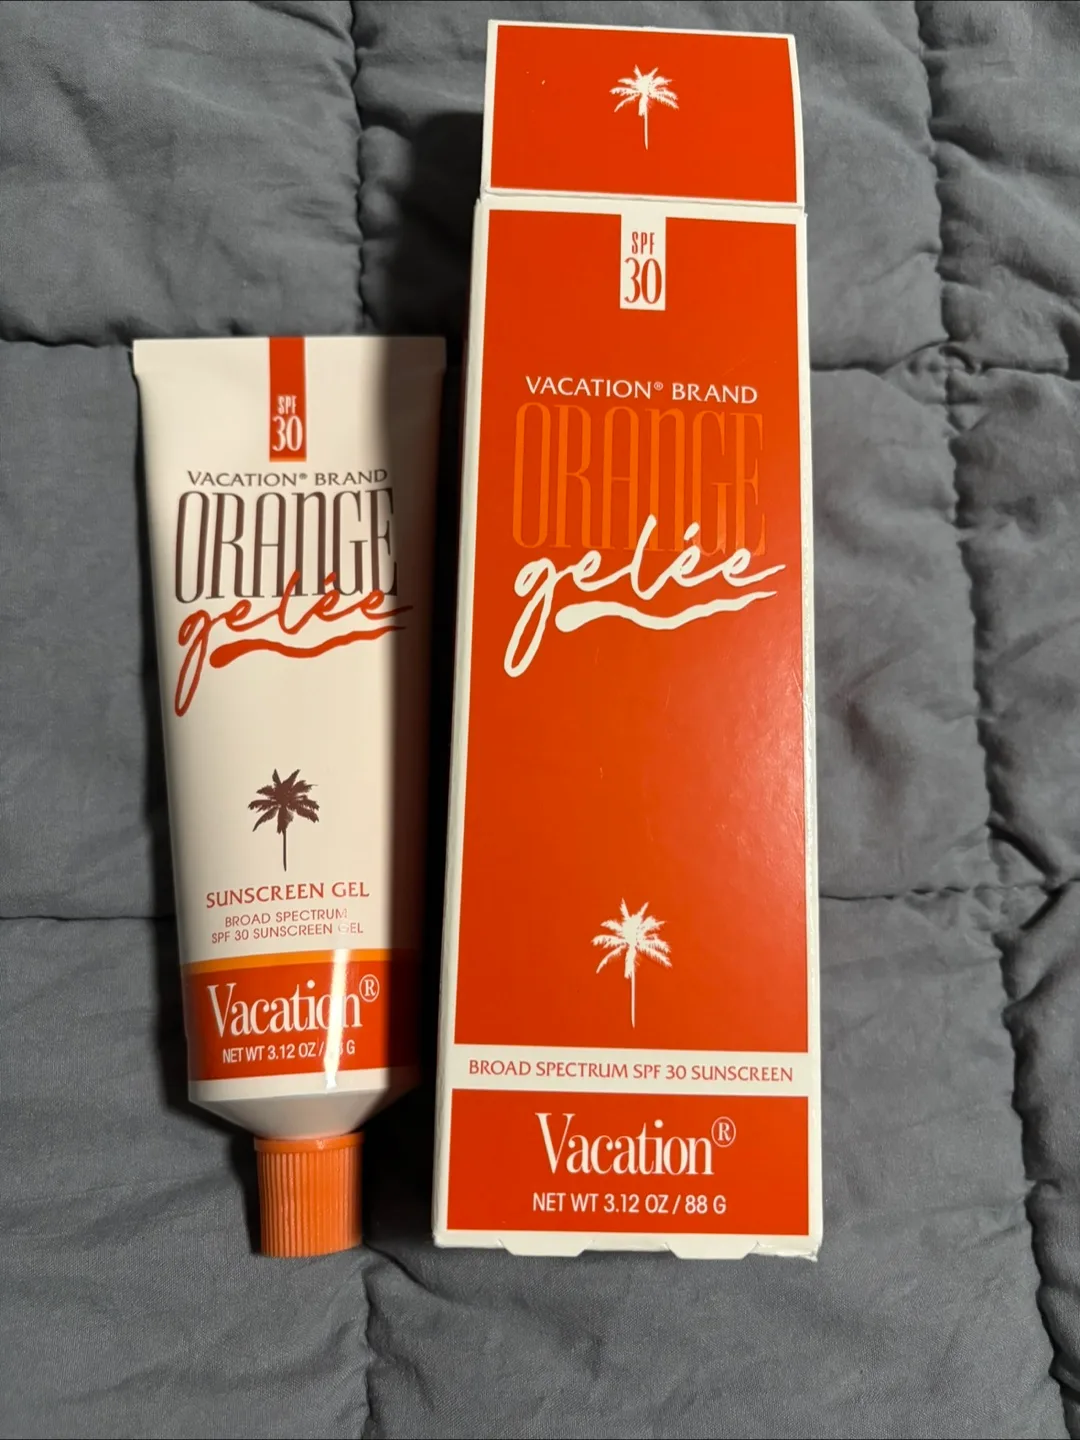 SPF
30
VACATION® BRAND
ORANGE
gelée
SUNSCREEN GEL
BROAD SPECTRUM
SPF 30 SUNSCREEN GEL
Vacation®
NET WT 3.12 OZ / G
SPF
30
VACATION® BRAND
ORANGE
gelée
BROAD SPECTRUM SPF 30 SUNSCREEN
Vacation®
NET WT 3.12 OZ / 88 G